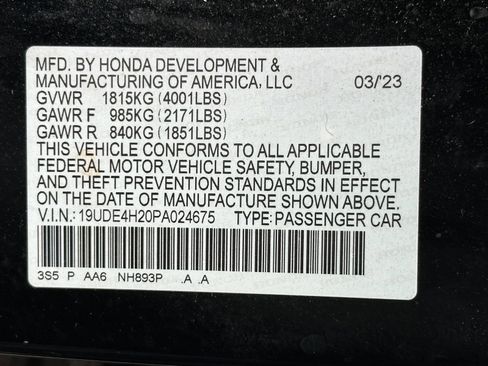 MFD. BY HONDA DEVELOPMENT &
MANUFACTURING OF AMERICA, LLC 03/23
GVWR 1815KG (4001LBS)
GAWR F 985KG (2171LBS)
GAWR R 840KG (1851LBS)
THIS VEHICLE CONFORMS TO ALL APPLICABLE
FEDERAL MOTOR VEHICLE SAFETY, BUMPER,
AND THEFT PREVENTION STANDARDS IN EFFECT
ON THE DATE OF MANUFACTURE SHOWN ABOVE.
V.I.N.: 19UDE4H20PA024675 TYPE: PASSENGER CAR
3S5 P AA6 NH893P .A .A